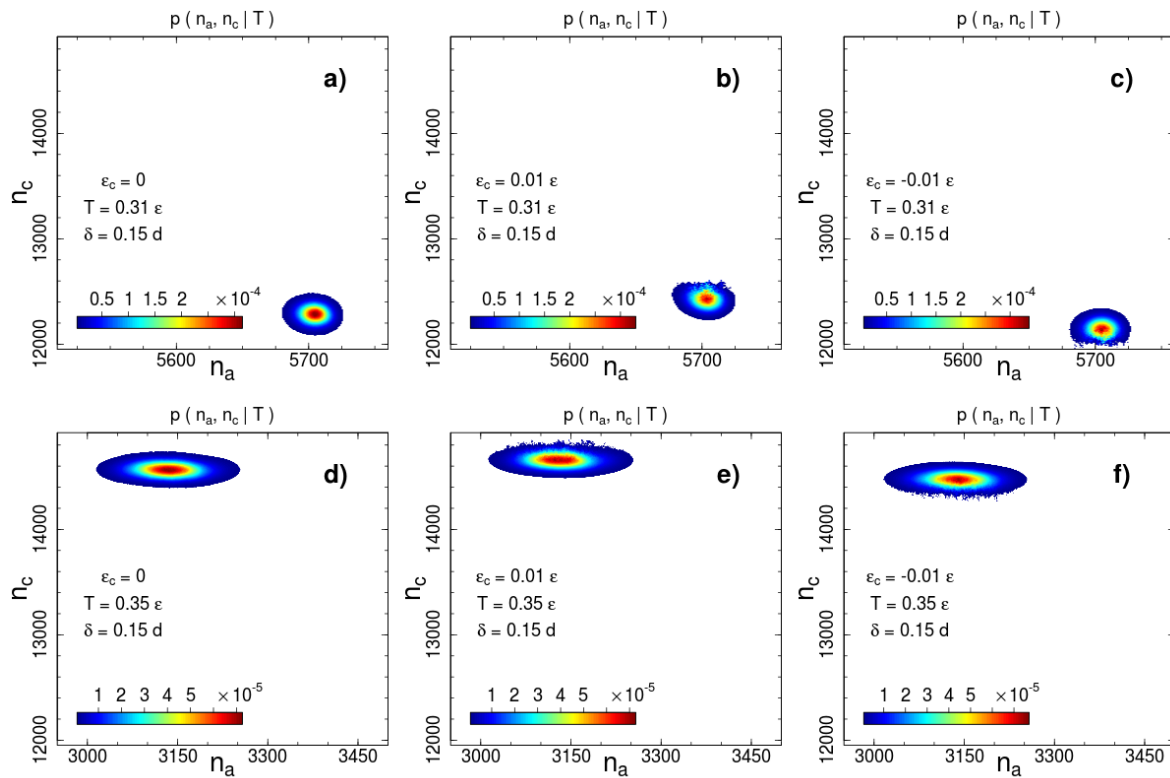 p ( n_a, n_c | T )
a)
n_c
14000
13000
12000
ε_c = 0
T = 0.31 ε
δ = 0.15 d
0.5 1 1.5 2 ×10^-4
5600 5700
n_a
p ( n_a, n_c | T )
b)
n_c
14000
13000
12000
ε_c = 0.01 ε
T = 0.31 ε
δ = 0.15 d
0.5 1 1.5 2 ×10^-4
5600 5700
n_a
p ( n_a, n_c | T )
c)
n_c
14000
13000
12000
ε_c = -0.01 ε
T = 0.31 ε
δ = 0.15 d
0.5 1 1.5 2 ×10^-4
5600 5700
n_a
p ( n_a, n_c | T )
d)
n_c
14000
13000
12000
ε_c = 0
T = 0.35 ε
δ = 0.15 d
1 2 3 4 5 ×10^-5
3000 3150 3300 3450
n_a
p ( n_a, n_c | T )
e)
n_c
14000
13000
12000
ε_c = 0.01 ε
T = 0.35 ε
δ = 0.15 d
1 2 3 4 5 ×10^-5
3000 3150 3300 3450
n_a
p ( n_a, n_c | T )
f)
n_c
14000
13000
12000
ε_c = -0.01 ε
T = 0.35 ε
δ = 0.15 d
1 2 3 4 5 ×10^-5
3000 3150 3300 3450
n_a